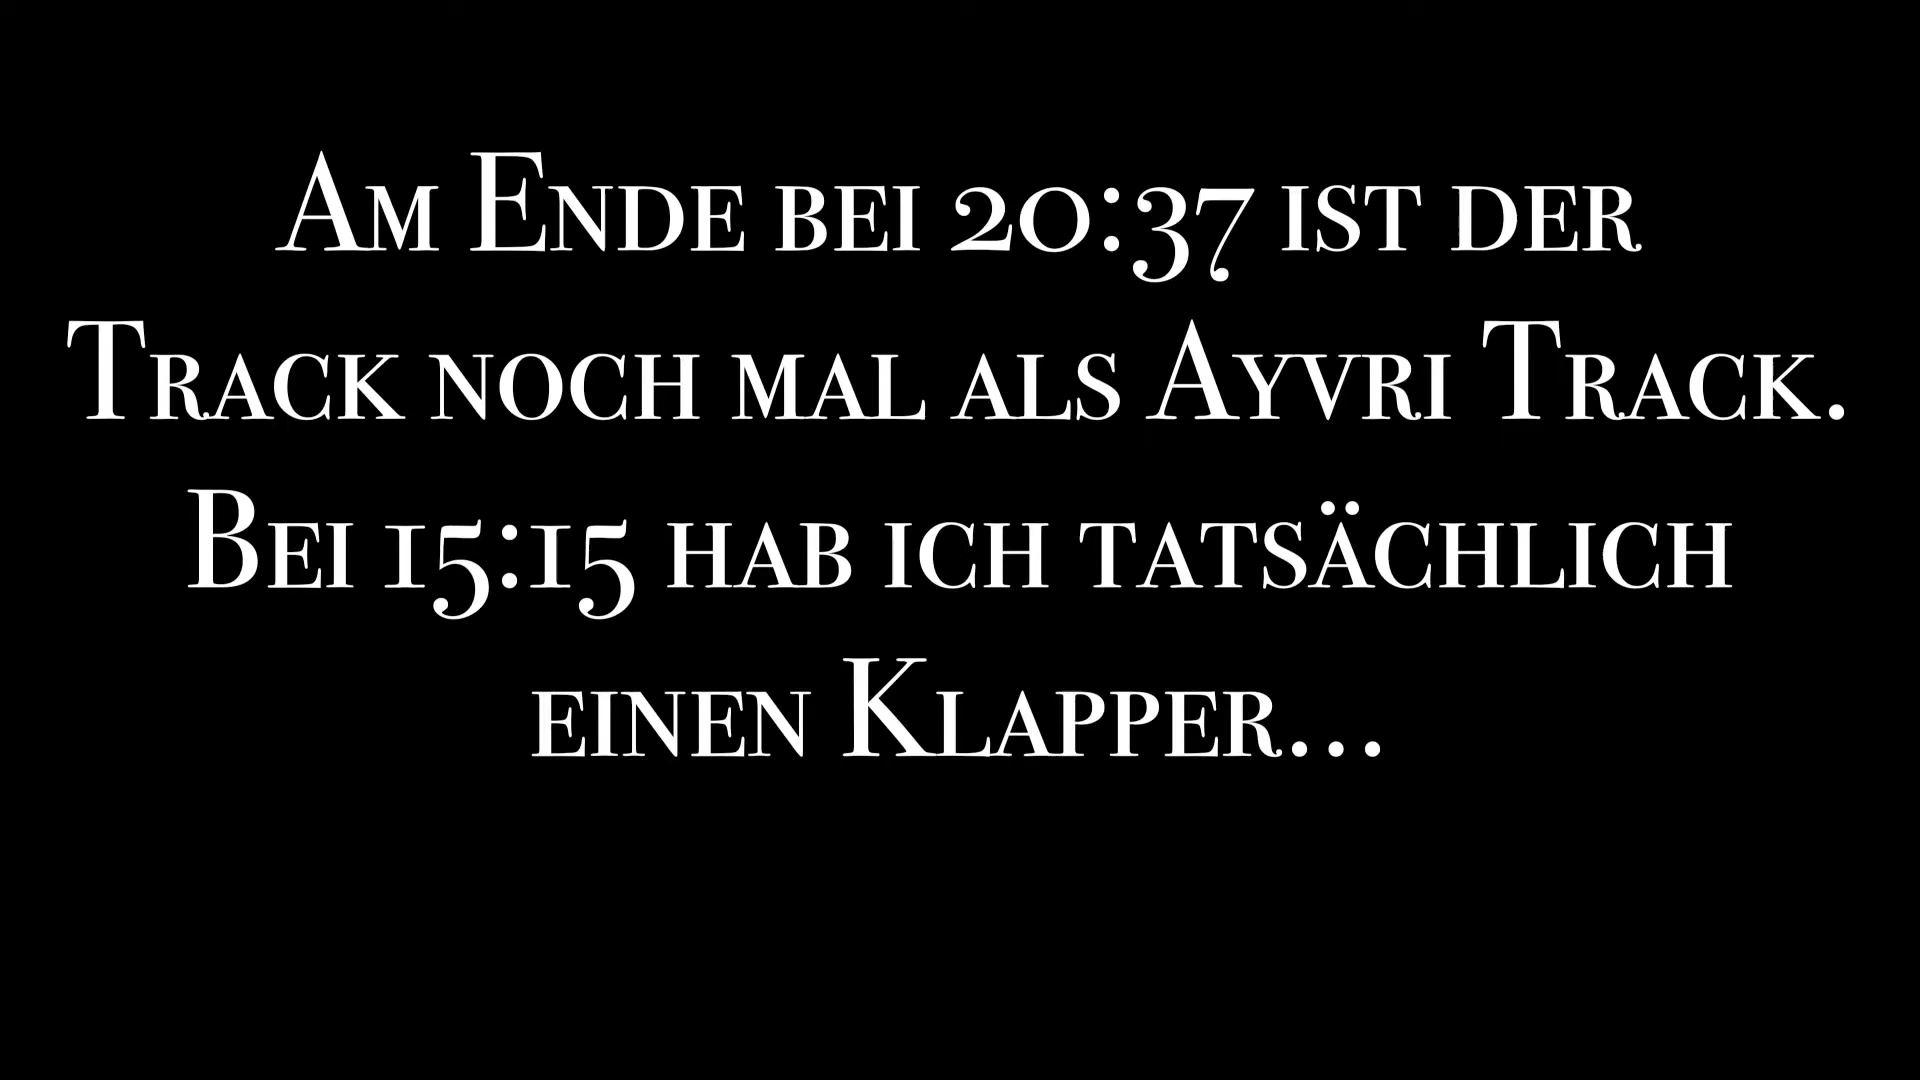 Am Ende bei 20:37 ist der
Track noch mal als Ayvri Track.
Bei 15:15 hab ich tatsächlich
einen Klapper...